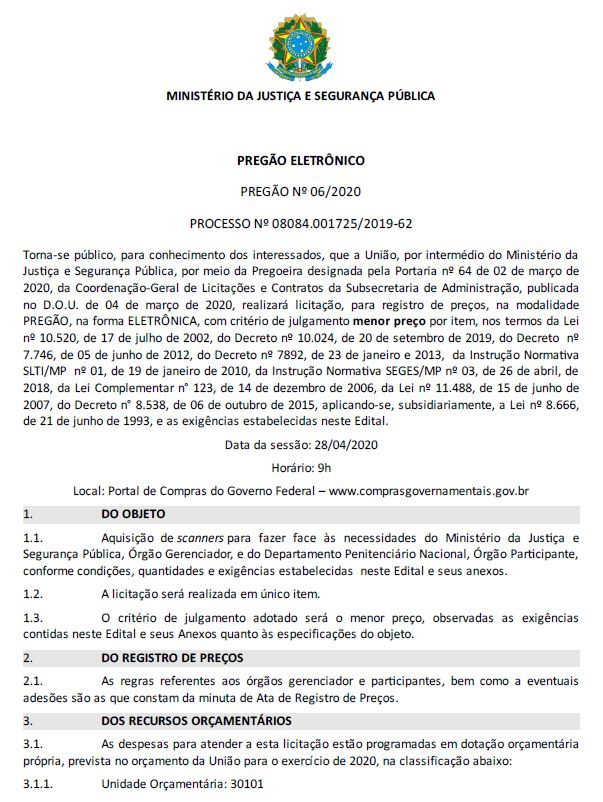 MINISTÉRIO DA JUSTIÇA E SEGURANÇA PÚBLICA
PREGÃO ELETRÔNICO
PREGÃO Nº 06/2020
PROCESSO Nº 08084.001725/2019-62
Torna-se público, para conhecimento dos interessados, que a União, por intermédio do Ministério da
Justiça e Segurança Pública, por meio da Pregoeira designada pela Portaria nº 64 de 02 de março de
2020, da Coordenação-Geral de Licitações e Contratos da Subsecretaria de Administração, publicada
no D.O.U. de 04 de março de 2020, realizará licitação, para registro de preços, na modalidade
PREGÃO, na forma ELETRÔNICA, com critério de julgamento menor preço por item, nos termos da Lei
nº 10.520, de 17 de julho de 2002, do Decreto nº 10.024, de 20 de setembro de 2019, do Decreto nº
7.746, de 05 de junho de 2012, do Decreto nº 7892, de 23 de janeiro e 2013, da Instrução Normativa
SLTI/MP nº 01, de 19 de janeiro de 2010, da Instrução Normativa SEGES/MP nº 03, de 26 de abril, de
2018, da Lei Complementar n° 123, de 14 de dezembro de 2006, da Lei nº 11.488, de 15 de junho de
2007, do Decreto n° 8.538, de 06 de outubro de 2015, aplicando-se, subsidiariamente, a Lei nº 8.666,
de 21 de junho de 1993, e as exigências estabelecidas neste Edital.
Data da sessão: 28/04/2020
Horário: 9h
Local: Portal de Compras do Governo Federal – www.comprasgovernamentais.gov.br
1. DO OBJETO
1.1. Aquisição de scanners para fazer face às necessidades do Ministério da Justiça e
Segurança Pública, Órgão Gerenciador, e do Departamento Penitenciário Nacional, Órgão Participante,
conforme condições, quantidades e exigências estabelecidas neste Edital e seus anexos.
1.2. A licitação será realizada em único item.
1.3. O critério de julgamento adotado será o menor preço, observadas as exigências
contidas neste Edital e seus Anexos quanto às especificações do objeto.
2. DO REGISTRO DE PREÇOS
2.1. As regras referentes aos órgãos gerenciador e participantes, bem como a eventuais
adesões são as que constam da minuta de Ata de Registro de Preços.
3. DOS RECURSOS ORÇAMENTÁRIOS
3.1. As despesas para atender a esta licitação estão programadas em dotação orçamentária
própria, prevista no orçamento da União para o exercício de 2020, na classificação abaixo:
3.1.1. Unidade Orçamentária: 30101